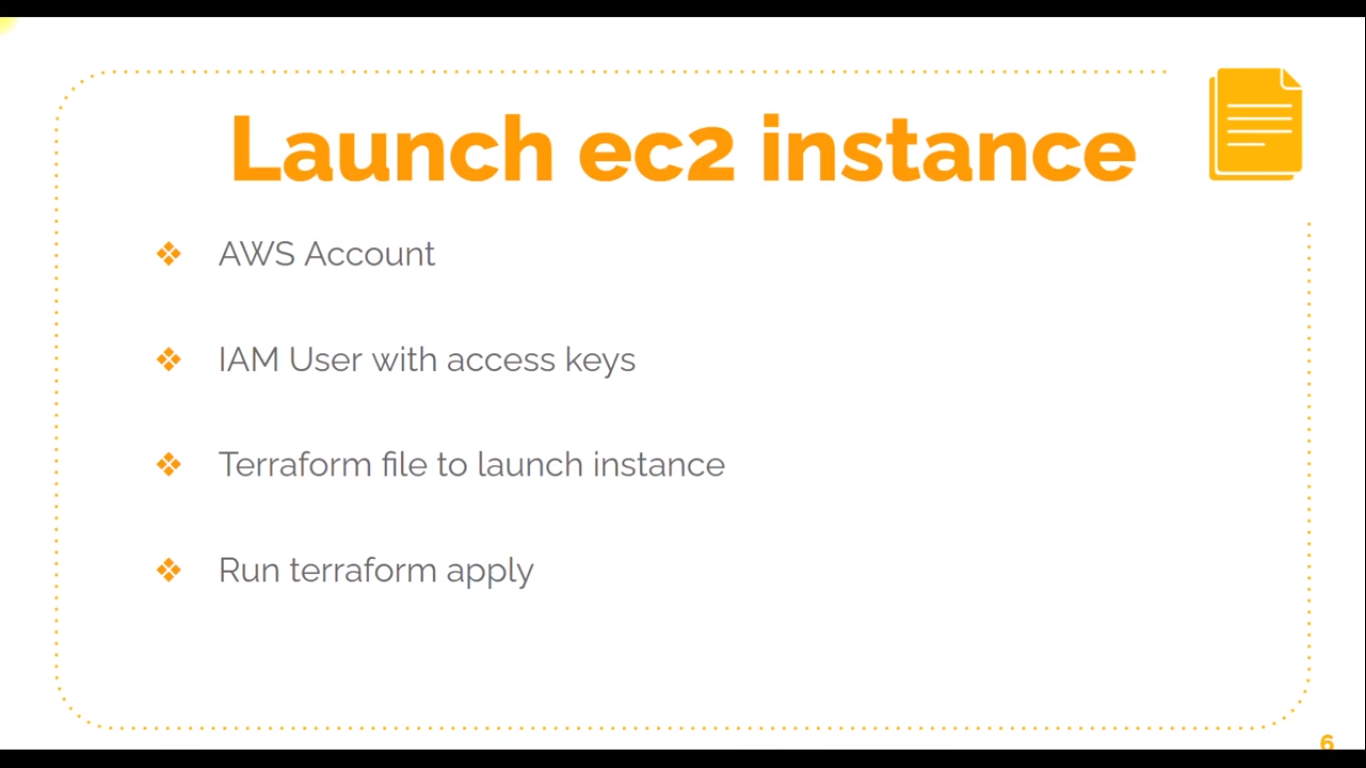 Launch ec2 instance
AWS Account
IAM User with access keys
Terraform file to launch instance
Run terraform apply
6